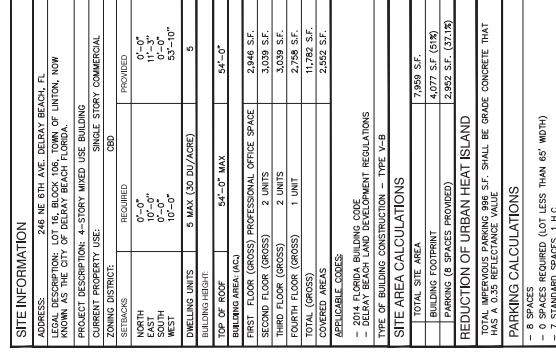 SITE INFORMATION
ADDRESS: 246 NE 6TH AVE. DELRAY BEACH, FL
LEGAL DESCRIPTION: LOT 16, BLOCK 106, TOWN OF LINTON, NOW
KNOWN AS THE CITY OF DELRAY BEACH FLORIDA.
PROJECT DESCRIPTION: 4-STORY MIXED USE BUILDING
CURRENT PROPERTY USE: SINGLE STORY COMMERCIAL
ZONING DISTRICT: CBD
SETBACKS REQUIRED PROVIDED
NORTH 0'-0" 0'-0"
EAST 10'-0" 11'-3"
SOUTH 0'-0" 0'-0"
WEST 10'-0" 53'-10"
DWELLING UNITS 5 MAX (30 DU/ACRE) 5
BUILDING HEIGHT:
TOP OF ROOF 54'-0" MAX 54'-0"
BUILDING AREA: (AC.)
FIRST FLOOR (GROSS) PROFESSIONAL OFFICE SPACE 2,946 S.F.
SECOND FLOOR (GROSS) 2 UNITS 3,039 S.F.
THIRD FLOOR (GROSS) 2 UNITS 3,039 S.F.
FOURTH FLOOR (GROSS) 1 UNIT 2,758 S.F.
TOTAL (GROSS) 11,782 S.F.
COVERED AREAS 2,552 S.F.
APPLICABLE CODES:
- 2014 FLORIDA BUILDING CODE
- DELRAY BEACH LAND DEVELOPMENT REGULATIONS
TYPE OF BUILDING CONSTRUCTION - TYPE V-B
SITE AREA CALCULATIONS
TOTAL SITE AREA 7,959 S.F.
BUILDING FOOTPRINT 4,077 S.F (51%)
PARKING (8 SPACES PROVIDED) 2,952 S.F. (37.1%)
REDUCTION OF URBAN HEAT ISLAND
TOTAL IMPERVIOUS PARKING 996 S.F. SHALL BE GRADE CONCRETE THAT
HAS A 0.35 REFLECTANCE VALUE
PARKING CALCULATIONS
- 8 SPACES
- 0 SPACES REQUIRED (LOT LESS THAN 65' WIDTH)
- 7 STANDARD SPACES 1 H.C.